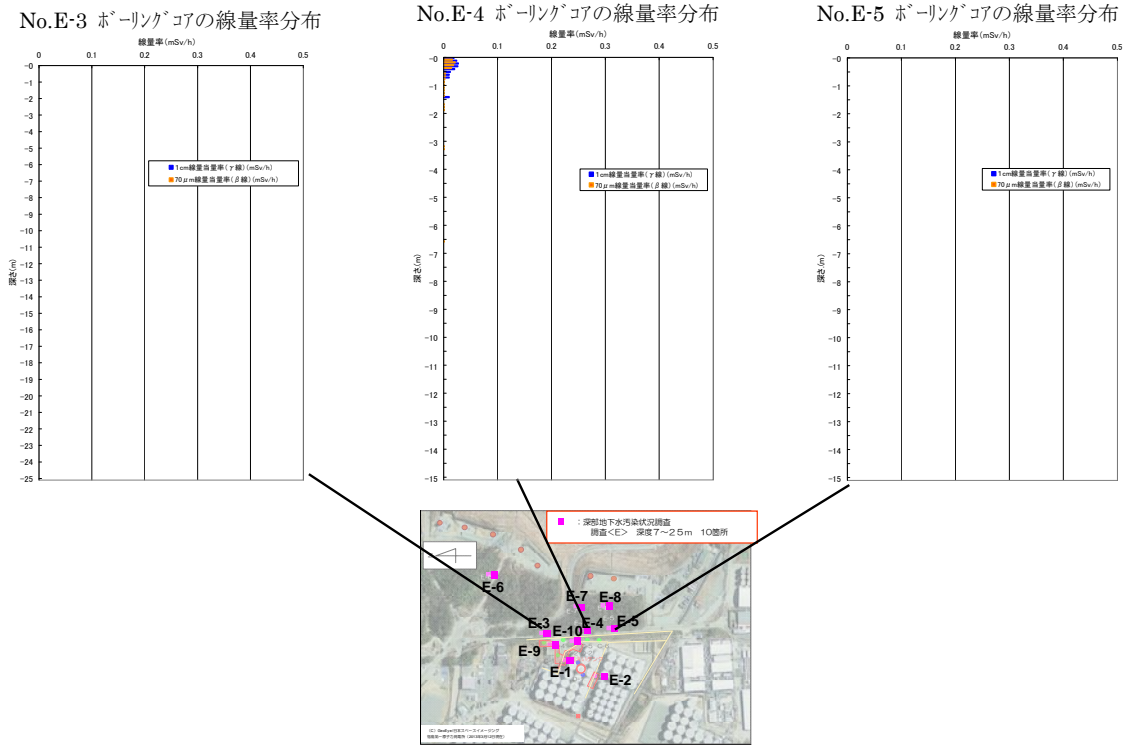 No.E-3 ボーリングコアの線量率分布
線量率(mSv/h)
0 0.1 0.2 0.3 0.4 0.5
-0
-1
-2
-3
-4
-5
-6
-7
-8
-9
-10
-11
-12
-13
-14
-15
-16
-17
-18
-19
-20
-21
-22
-23
-24
-25
深さ(m)
1cm線量当量率(γ線)(mSv/h)
70μm線量当量率(β線)(mSv/h)
No.E-4 ボーリングコアの線量率分布
線量率(mSv/h)
0 0.1 0.2 0.3 0.4 0.5
-0
-1
-2
-3
-4
-5
-6
-7
-8
-9
-10
-11
-12
-13
-14
-15
深さ(m)
1cm線量当量率(γ線)(mSv/h)
70μm線量当量率(β線)(mSv/h)
No.E-5 ボーリングコアの線量率分布
線量率(mSv/h)
0 0.1 0.2 0.3 0.4 0.5
-0
-1
-2
-3
-4
-5
-6
-7
-8
-9
-10
-11
-12
-13
-14
-15
深さ(m)
1cm線量当量率(γ線)(mSv/h)
70μm線量当量率(β線)(mSv/h)
:深部地下水汚染状況調査
調査<E> 深度7~25m 10箇所
E-6
E-7
E-8
E-3
E-10
E-4
E-5
E-9
E-1
E-2